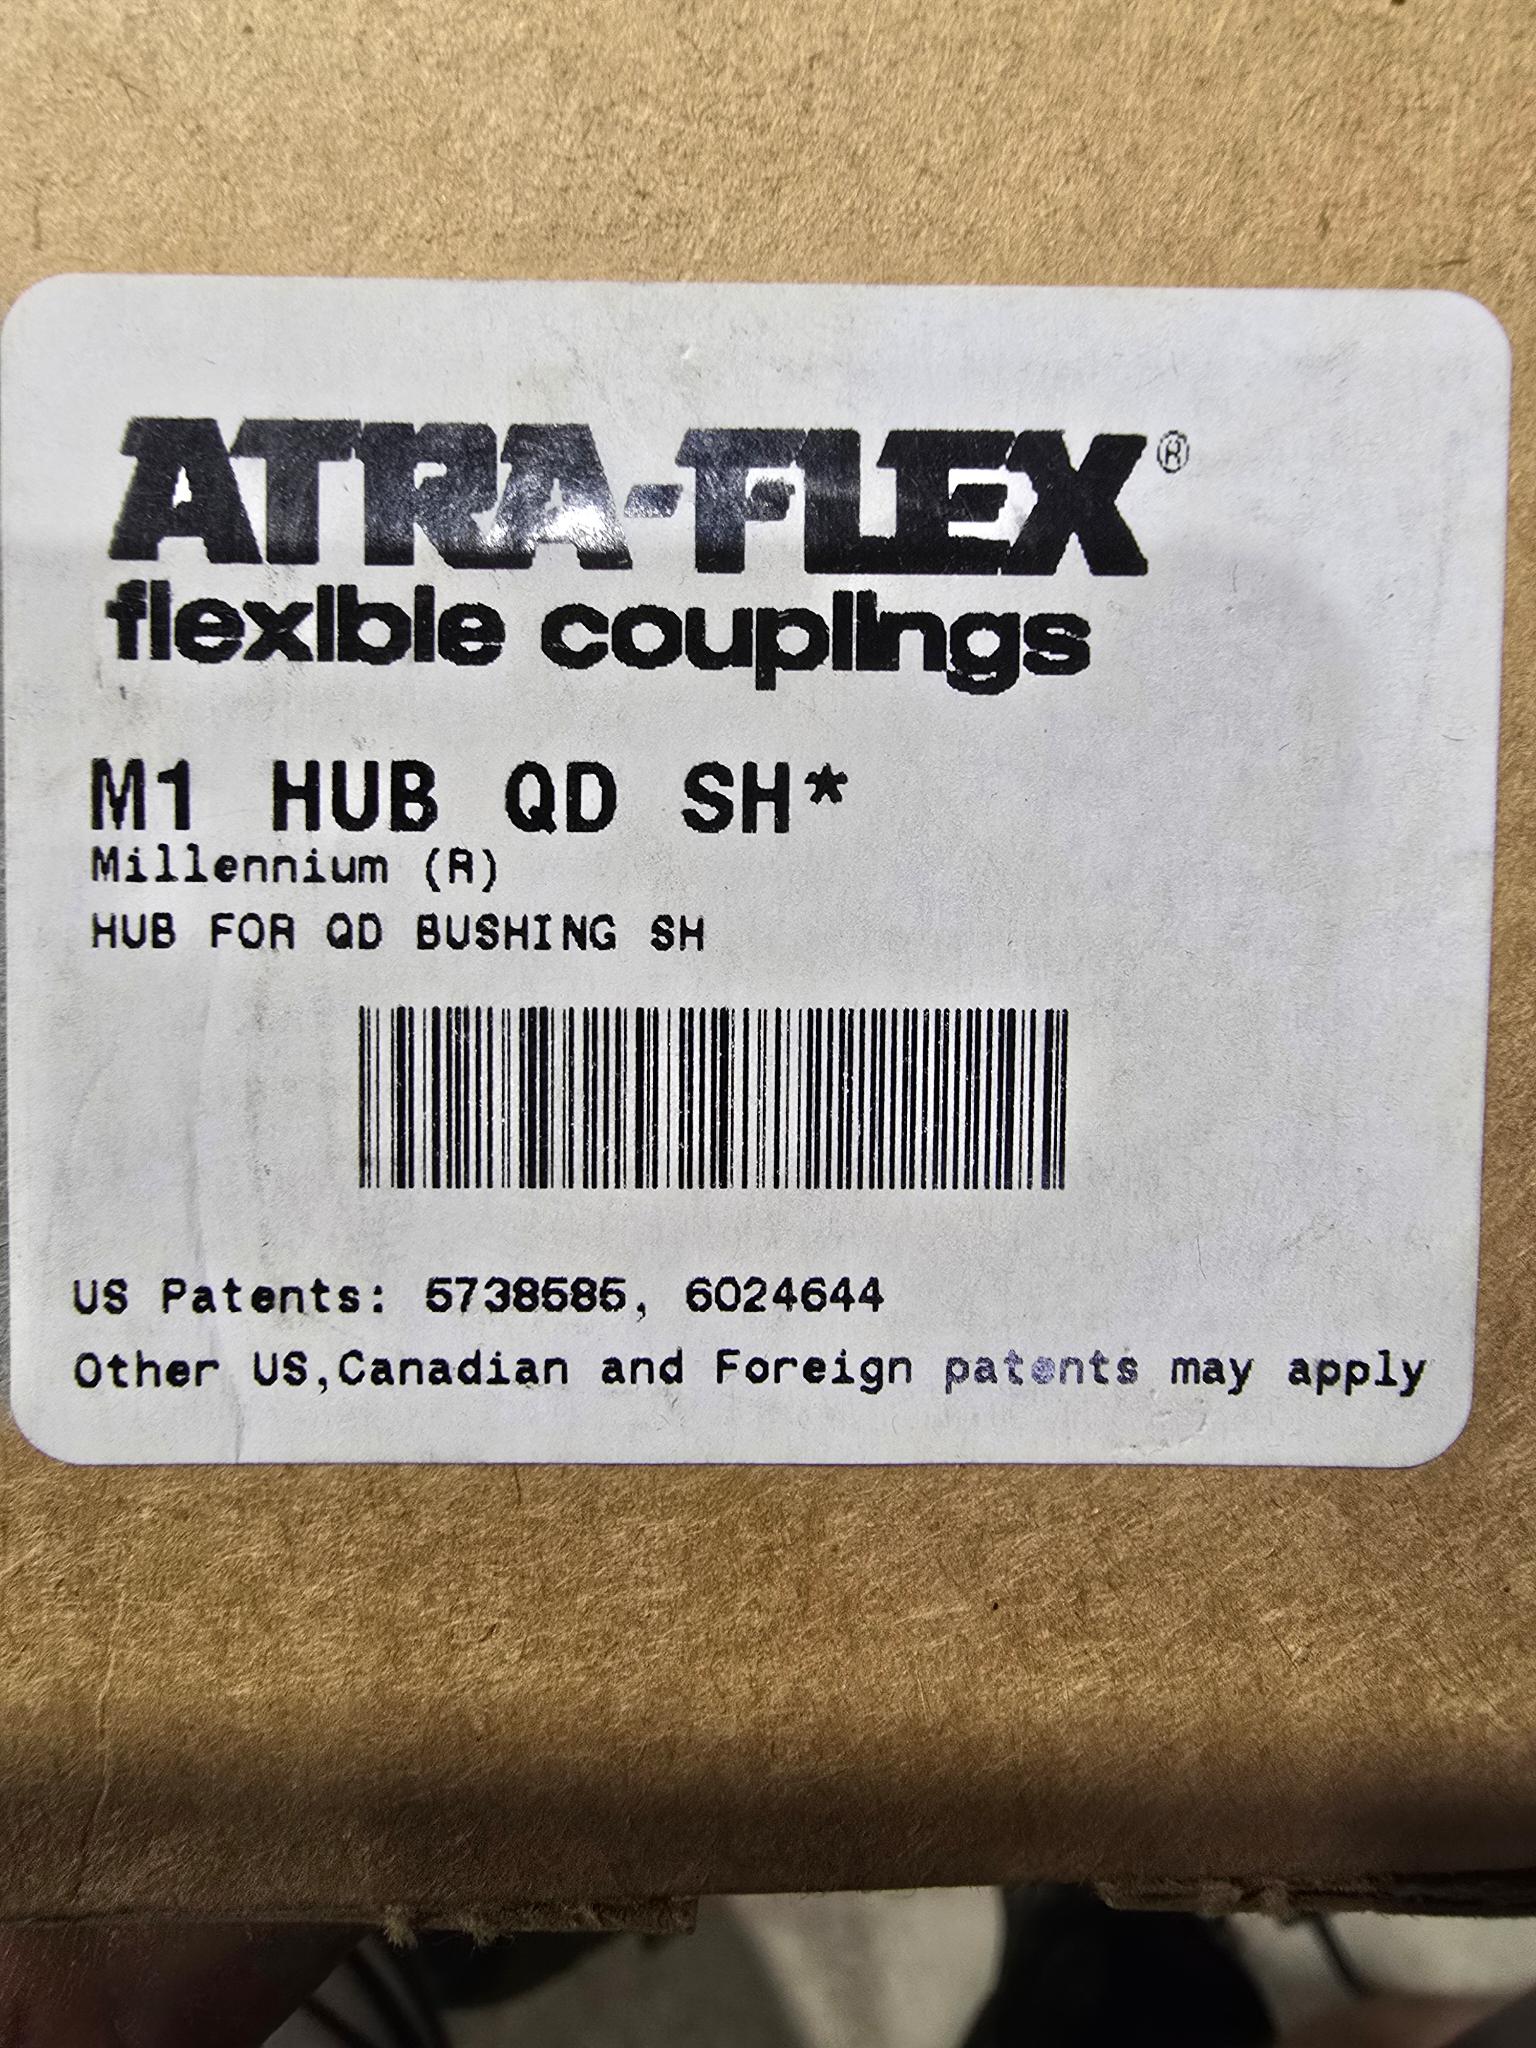 ATRA-FLEX®
flexible couplings
M1 HUB QD SH*
Millennium (R)
HUB FOR QD BUSHING SH
US Patents: 5738585, 6024644
Other US,Canadian and Foreign patents may apply